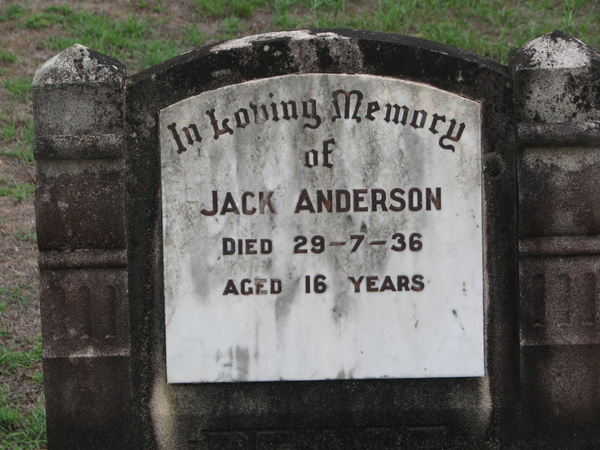 In Loving Memory
of
JACK ANDERSON
DIED 29-7-36
AGED 16 YEARS